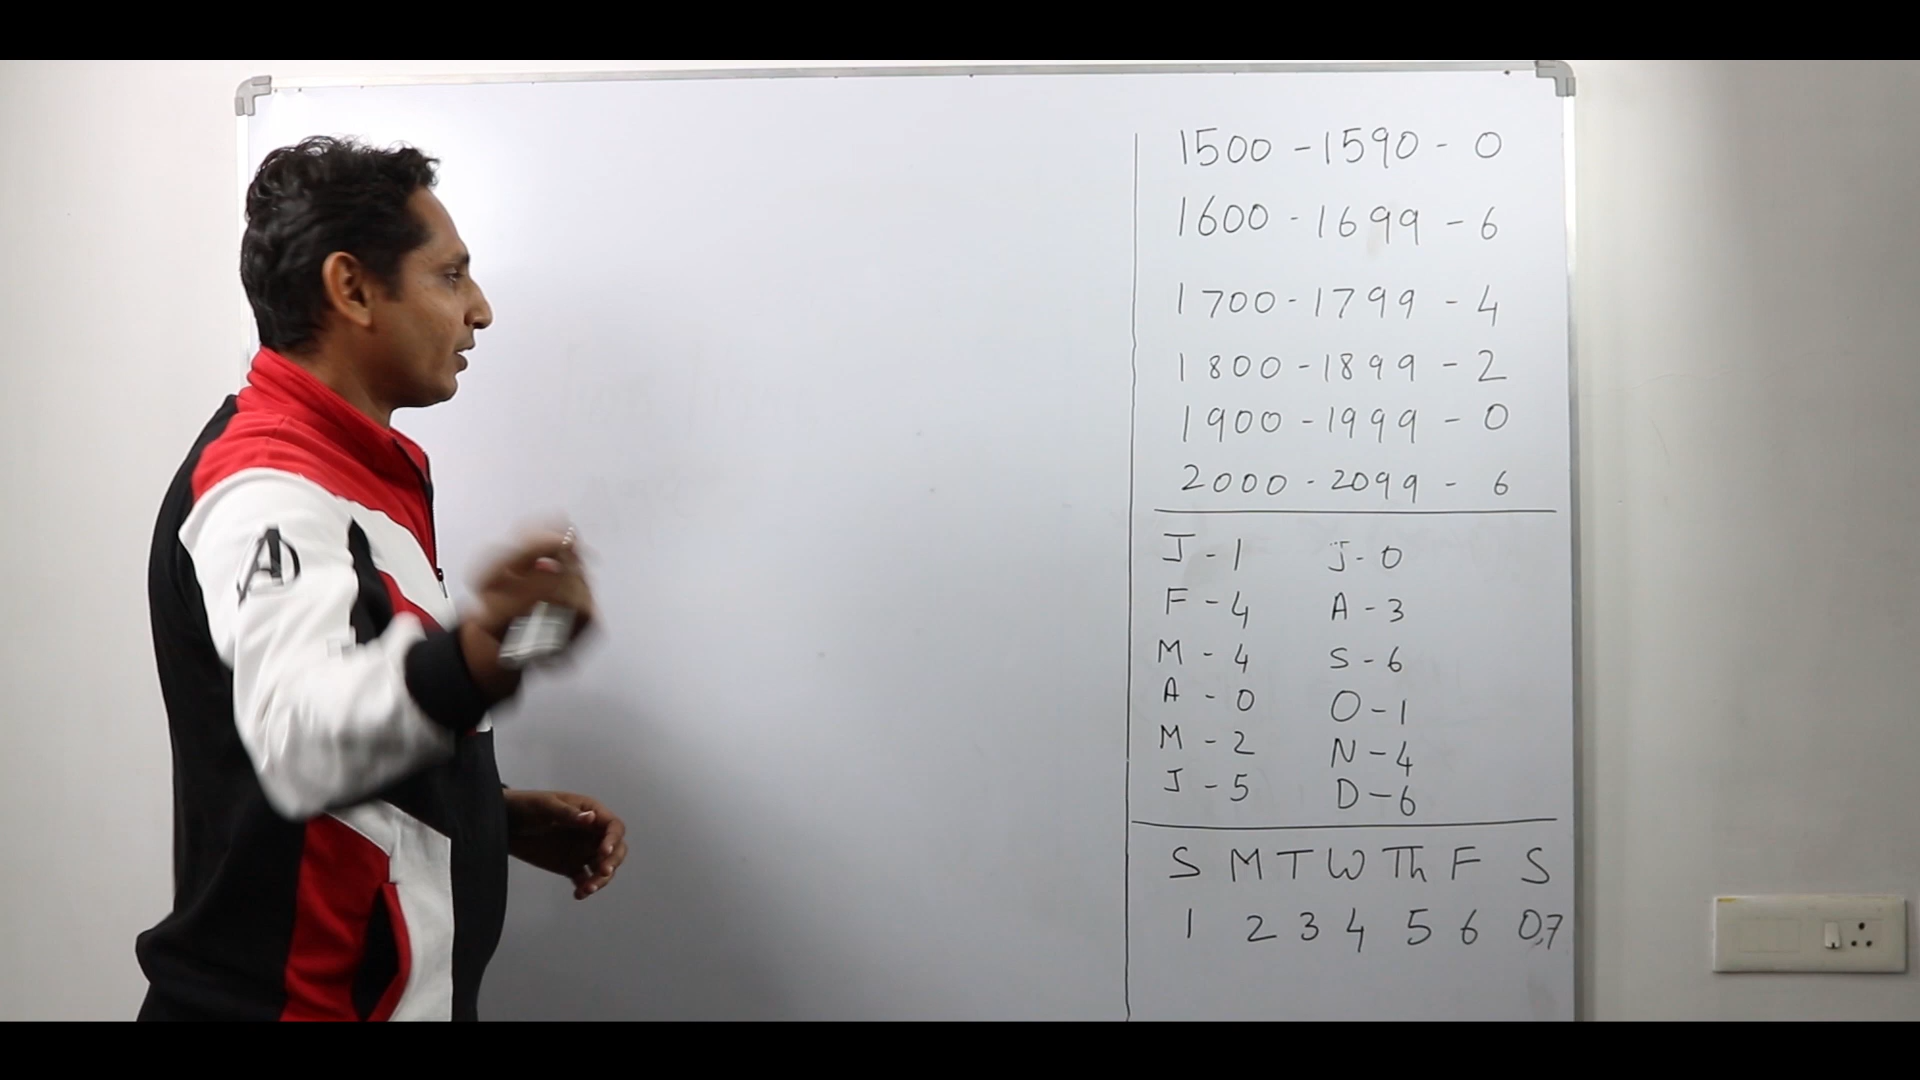 1500 - 1590 - 0
1600 - 1699 - 6
1700 - 1799 - 4
1800 - 1899 - 2
1900 - 1999 - 0
2000 - 2099 - 6
J - 1 J - 0
F - 4 A - 3
M - 4 S - 6
A - 0 O - 1
M - 2 N - 4
J - 5 D - 6
S M T W Th F S
1 2 3 4 5 6 0,7
A